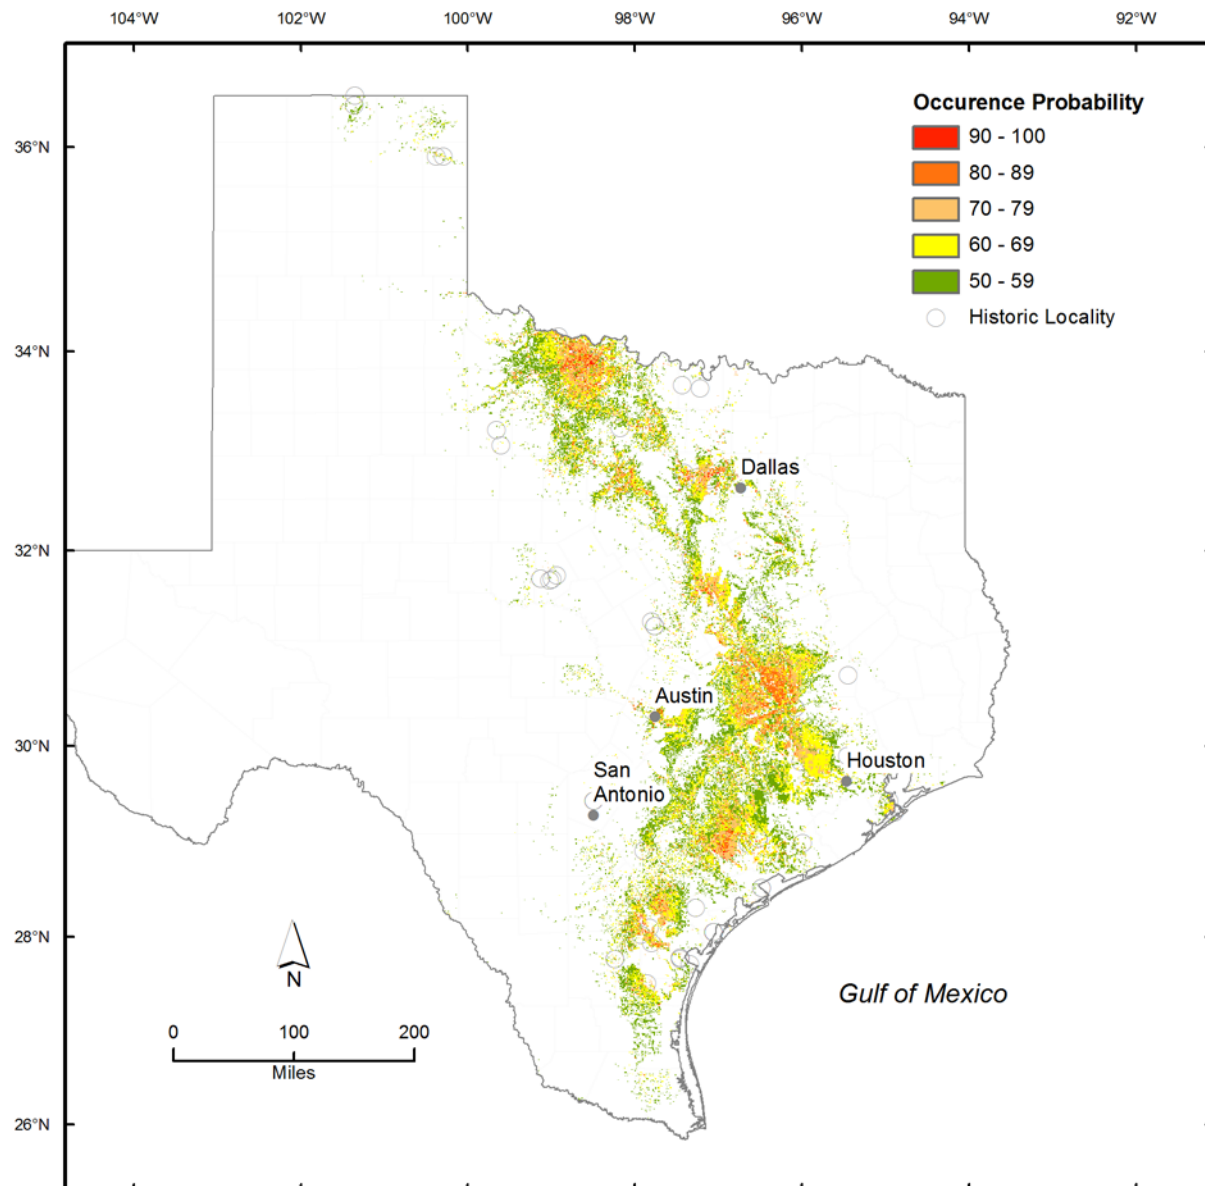 104°W
102°W
100°W
98°W
96°W
94°W
92°W
Occurence Probability
90 - 100
80 - 89
70 - 79
60 - 69
50 - 59
Historic Locality
36°N
34°N
32°N
30°N
28°N
26°N
Dallas
Austin
Houston
San
Antonio
Gulf of Mexico
N
0
100
200
Miles